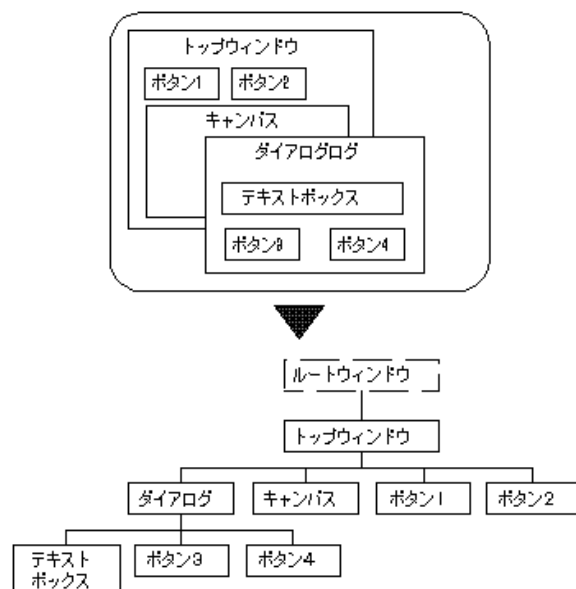 トップウィンドウ
ボタン1
ボタン2
キャンバス
ダイアログログ
テキストボックス
ボタン3
ボタン4
ルートウィンドウ
トップウィンドウ
ダイアログ
キャンバス
ボタン1
ボタン2
テキスト
ボックス
ボタン3
ボタン4